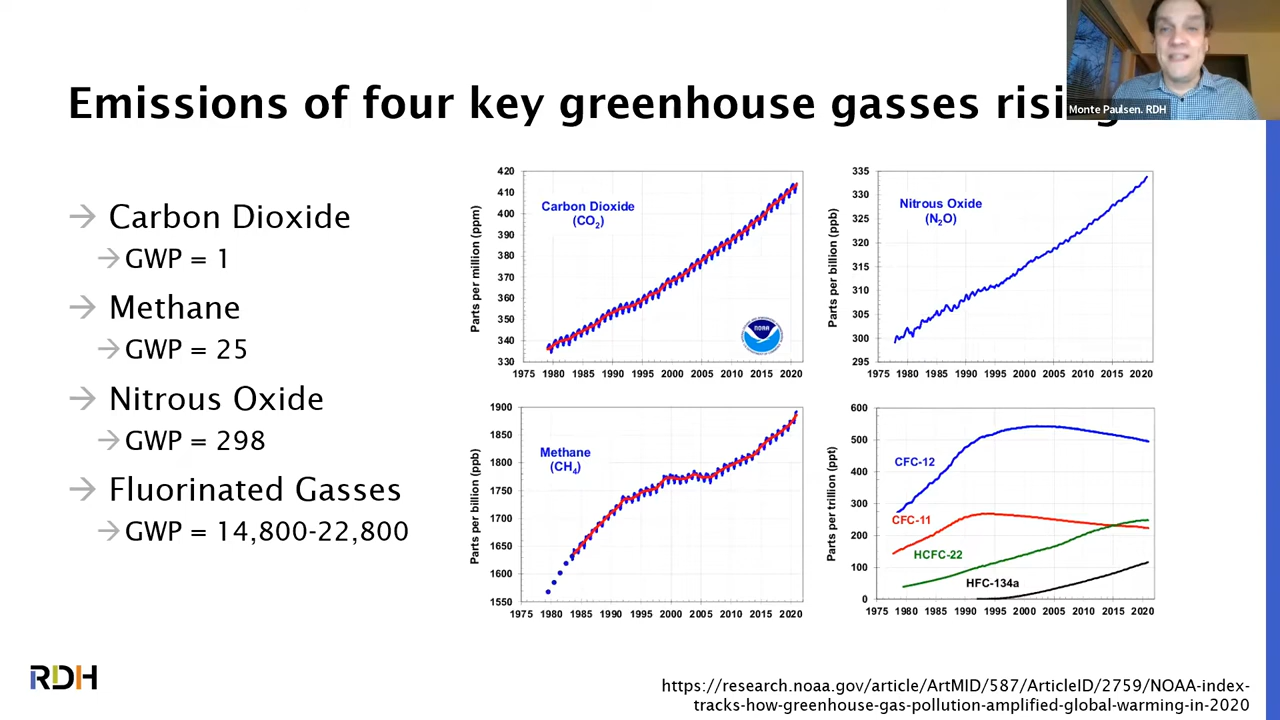 Emissions of four key greenhouse gasses rising
Monte Paulsen. RDH
→ Carbon Dioxide
→ GWP = 1
→ Methane
→ GWP = 25
→ Nitrous Oxide
→ GWP = 298
→ Fluorinated Gasses
→ GWP = 14,800-22,800
Carbon Dioxide
(CO₂)
Parts per million (ppm)
420
410
400
390
380
370
360
350
340
330
1975 1980 1985 1990 1995 2000 2005 2010 2015 2020
NOAA
Nitrous Oxide
(N₂O)
Parts per billion (ppb)
335
330
325
320
315
310
305
300
295
1975 1980 1985 1990 1995 2000 2005 2010 2015 2020
Methane
(CH₄)
Parts per billion (ppb)
1900
1850
1800
1750
1700
1650
1600
1550
1975 1980 1985 1990 1995 2000 2005 2010 2015 2020
Parts per trillion (ppt)
600
500
400
300
200
100
0
CFC-12
CFC-11
HCFC-22
HFC-134a
1975 1980 1985 1990 1995 2000 2005 2010 2015 2020
RDH
https://research.noaa.gov/article/ArtMID/587/ArticleID/2759/NOAA-index-
tracks-how-greenhouse-gas-pollution-amplified-global-warming-in-2020